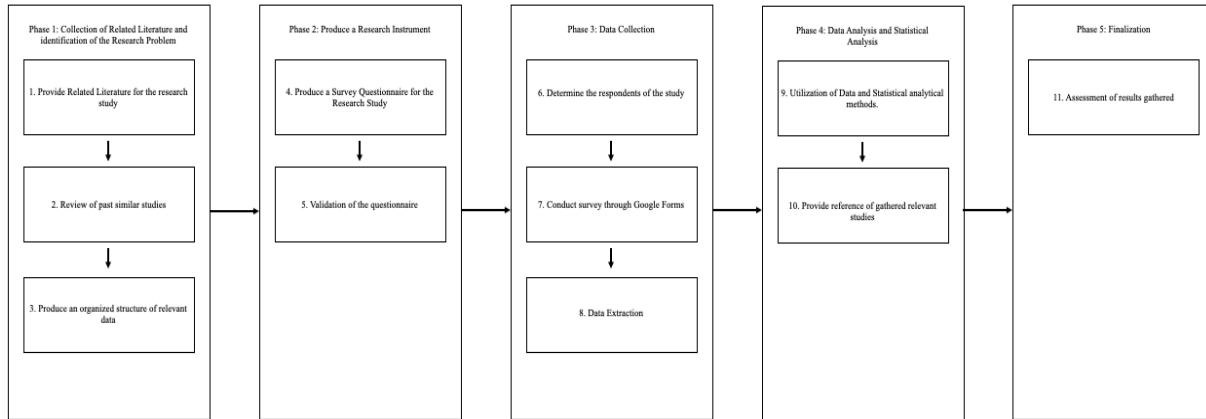 Phase 1: Collection of Related Literature and
identification of the Research Problem
1. Provide Related Literature for the research
study
2. Review of past similar studies
3. Produce an organized structure of relevant
data
Phase 2: Produce a Research Instrument
4. Produce a Survey Questionnaire for the
Research Study
5. Validation of the questionnaire
Phase 3: Data Collection
6. Determine the respondents of the study
7. Conduct survey through Google Forms
8. Data Extraction
Phase 4: Data Analysis and Statistical
Analysis
9. Utilization of Data and Statistical analytical
methods.
10. Provide reference of gathered relevant
studies
Phase 5: Finalization
11. Assessment of results gathered